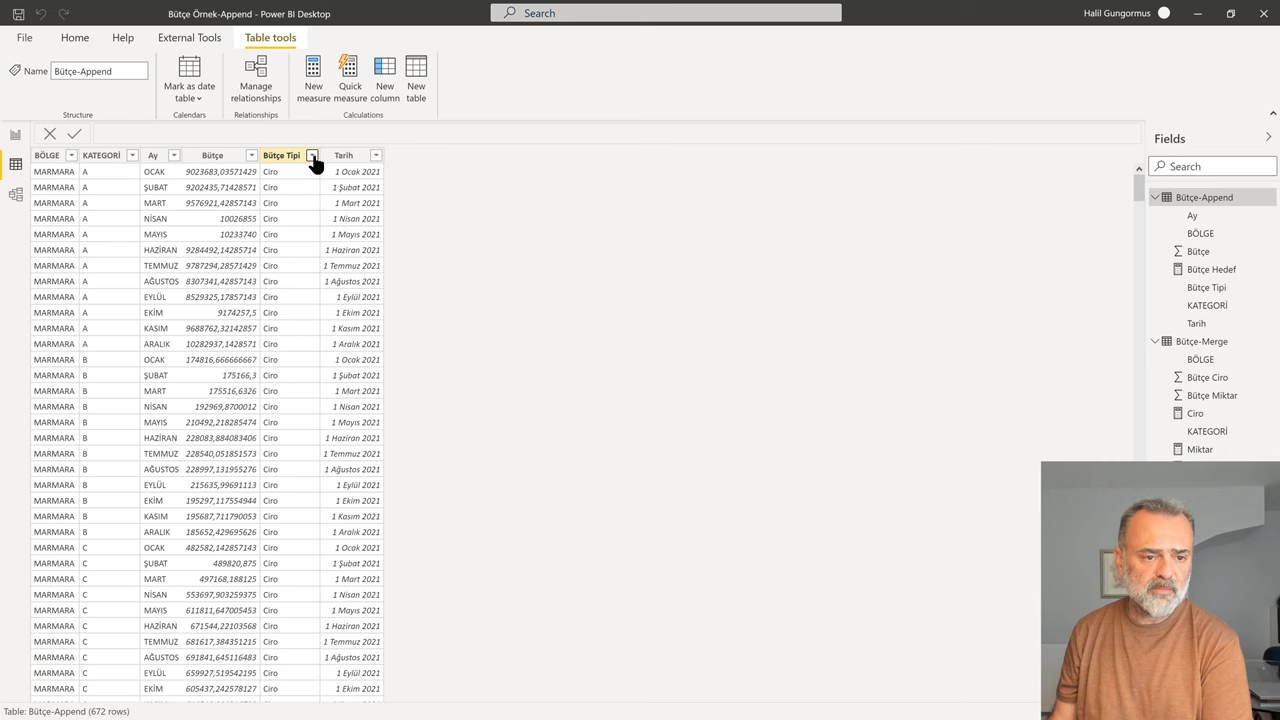 Bütçe Örnek-Append - Power BI Desktop
Search
Halil Gungormus
File Home Help External Tools Table tools
Name Bütçe-Append
Mark as date table
Manage relationships
New measure
Quick measure
New column
New table
Structure Calendars Relationships Calculations
BÖLGE KATEGORİ Ay Bütçe Bütçe Tipi Tarih
MARMARA A OCAK 9023683,03571429 Ciro 1 Ocak 2021
MARMARA A ŞUBAT 9202435,71428571 Ciro 1 Şubat 2021
MARMARA A MART 9576921,42857143 Ciro 1 Mart 2021
MARMARA A NİSAN 10026855 Ciro 1 Nisan 2021
MARMARA A MAYIS 10233740 Ciro 1 Mayıs 2021
MARMARA A HAZİRAN 9284492,14285714 Ciro 1 Haziran 2021
MARMARA A TEMMUZ 9787294,28571429 Ciro 1 Temmuz 2021
MARMARA A AĞUSTOS 8307341,42857143 Ciro 1 Ağustos 2021
MARMARA A EYLÜL 8529325,17857143 Ciro 1 Eylül 2021
MARMARA A EKİM 9174257,5 Ciro 1 Ekim 2021
MARMARA A KASIM 9688762,32142857 Ciro 1 Kasım 2021
MARMARA A ARALIK 10282937,1428571 Ciro 1 Aralık 2021
MARMARA B OCAK 174816,666666667 Ciro 1 Ocak 2021
MARMARA B ŞUBAT 175166,3 Ciro 1 Şubat 2021
MARMARA B MART 175516,6326 Ciro 1 Mart 2021
MARMARA B NİSAN 192969,8700012 Ciro 1 Nisan 2021
MARMARA B MAYIS 210492,218285474 Ciro 1 Mayıs 2021
MARMARA B HAZİRAN 228083,884083406 Ciro 1 Haziran 2021
MARMARA B TEMMUZ 228540,051851573 Ciro 1 Temmuz 2021
MARMARA B AĞUSTOS 228997,131955276 Ciro 1 Ağustos 2021
MARMARA B EYLÜL 215635,99691113 Ciro 1 Eylül 2021
MARMARA B EKİM 195297,117554944 Ciro 1 Ekim 2021
MARMARA B KASIM 195687,711790053 Ciro 1 Kasım 2021
MARMARA B ARALIK 185652,429695626 Ciro 1 Aralık 2021
MARMARA C OCAK 482582,142857143 Ciro 1 Ocak 2021
MARMARA C ŞUBAT 489820,875 Ciro 1 Şubat 2021
MARMARA C MART 497168,188125 Ciro 1 Mart 2021
MARMARA C NİSAN 553697,903259375 Ciro 1 Nisan 2021
MARMARA C MAYIS 611811,647005453 Ciro 1 Mayıs 2021
MARMARA C HAZİRAN 671544,22103568 Ciro 1 Haziran 2021
MARMARA C TEMMUZ 681617,384351215 Ciro 1 Temmuz 2021
MARMARA C AĞUSTOS 691841,645116483 Ciro 1 Ağustos 2021
MARMARA C EYLÜL 659927,519542195 Ciro 1 Eylül 2021
MARMARA C EKİM 605437,242578127 Ciro 1 Ekim 2021
Fields
Search
Bütçe-Append
Ay
BÖLGE
Bütçe
Bütçe Hedef
Bütçe Tipi
KATEGORİ
Tarih
Bütçe-Merge
BÖLGE
Bütçe Ciro
Bütçe Miktar
Ciro
KATEGORİ
Miktar
Table: Bütçe-Append (672 rows)